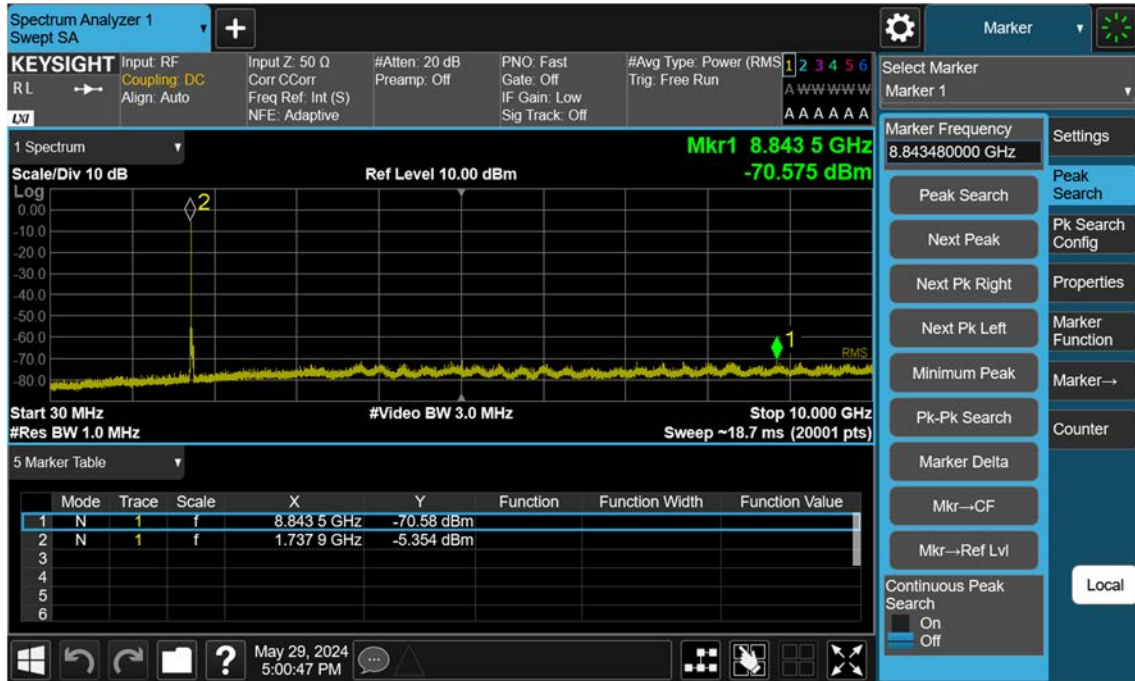 Spectrum Analyzer 1
Swept SA
+
Marker
KEYSIGHT
R L
LXI
Input: RF
Coupling: DC
Align: Auto
Input Z: 50 Ω
Corr CCorr
Freq Ref: Int (S)
NFE: Adaptive
#Atten: 20 dB
Preamp: Off
PNO: Fast
Gate: Off
IF Gain: Low
Sig Track: Off
#Avg Type: Power (RMS
Trig: Free Run
1 2 3 4 5 6
A W W W W W
A A A A A A
Select Marker
Marker 1
1 Spectrum
Mkr1 8.843 5 GHz
-70.575 dBm
Scale/Div 10 dB
Ref Level 10.00 dBm
Log
0.00
-10.0
-20.0
-30.0
-40.0
-50.0
-60.0
-70.0
-80.0
2
1
RMS
Start 30 MHz
#Video BW 3.0 MHz
Stop 10.000 GHz
#Res BW 1.0 MHz
Sweep ~18.7 ms (20001 pts)
5 Marker Table
Mode Trace Scale X Y Function Function Width Function Value
1 N 1 f 8.843 5 GHz -70.58 dBm
2 N 1 f 1.737 9 GHz -5.354 dBm
3
4
5
6
Marker Frequency
8.843480000 GHz
Peak Search
Next Peak
Next Pk Right
Next Pk Left
Minimum Peak
Pk-Pk Search
Marker Delta
Mkr→CF
Mkr→Ref Lvl
Continuous Peak
Search
On
Off
Settings
Peak
Search
Pk Search
Config
Properties
Marker
Function
Marker→
Counter
Local
?
May 29, 2024
5:00:47 PM